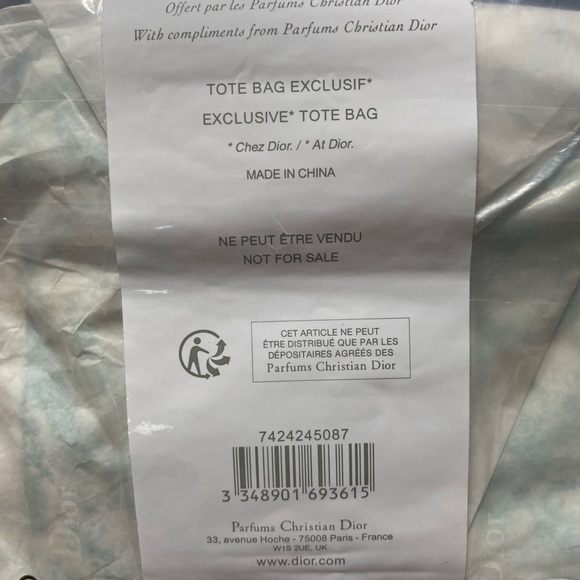 Offert par les Parfums Christian Dior
With compliments from Parfums Christian Dior
TOTE BAG EXCLUSIF*
EXCLUSIVE* TOTE BAG
* Chez Dior. / * At Dior.
MADE IN CHINA
NE PEUT ÊTRE VENDU
NOT FOR SALE
CET ARTICLE NE PEUT
ÊTRE DISTRIBUÉ QUE PAR LES
DÉPOSITAIRES AGRÉÉS DES
Parfums Christian Dior
7424245087
3 348901 693615
Parfums Christian Dior
33, avenue Hoche - 75008 Paris - France
W1S 2UE, UK
www.dior.com
Dior